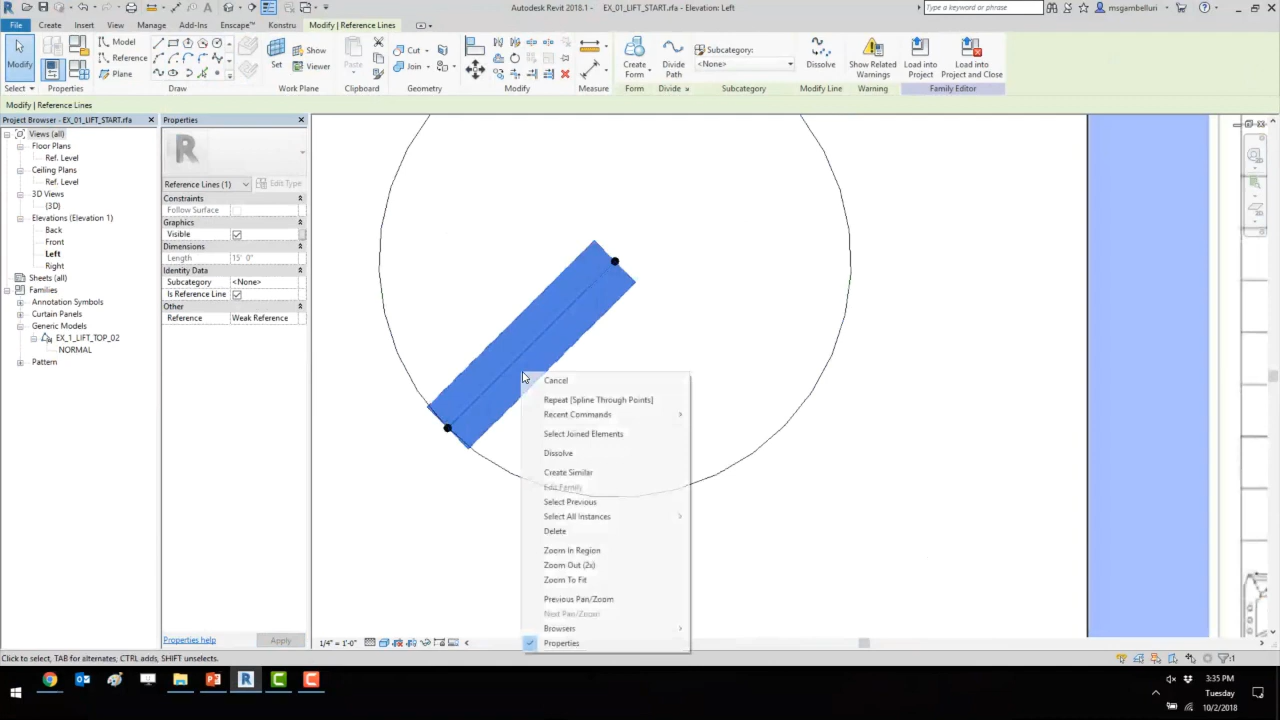 Autodesk Revit 2018.1 - EX_01_LIFT_START.rfa - Elevation: Left
Type a keyword or phrase
msgambelluri
File Create Insert View Manage Add-Ins Enscape™ Konstru Modify | Reference Lines
Modify
Model
Reference
Plane
Set
Show
Viewer
Paste
Cut
Join
Create Form
Divide Path
Subcategory:
<None>
Dissolve
Show Related Warnings
Load into Project
Load into Project and Close
Select Properties Draw Work Plane Clipboard Geometry Modify Measure Form Divide Subcategory Modify Line Warning Family Editor
Modify | Reference Lines
Project Browser - EX_01_LIFT_START.rfa
Views (all)
Floor Plans
Ref. Level
Ceiling Plans
Ref. Level
3D Views
{3D}
Elevations (Elevation 1)
Back
Front
Left
Right
Sheets (all)
Families
Annotation Symbols
Curtain Panels
Generic Models
EX_1_LIFT_TOP_02
NORMAL
Pattern
Properties
R
Reference Lines (1)
Edit Type
Constraints
Follow Surface
Graphics
Visible
Dimensions
Length 15' 0"
Identity Data
Subcategory <None>
Is Reference Line
Other
Reference Weak Reference
Properties help
Apply
Cancel
Repeat [Spline Through Points]
Recent Commands
Select Joined Elements
Dissolve
Create Similar
Edit Family
Select Previous
Select All Instances
Delete
Zoom In Region
Zoom Out (2x)
Zoom To Fit
Previous Pan/Zoom
Next Pan/Zoom
Browsers
Properties
1/4" = 1'-0"
Click to select, TAB for alternates, CTRL adds, SHIFT unselects.
:1
3:35 PM
Tuesday
10/2/2018